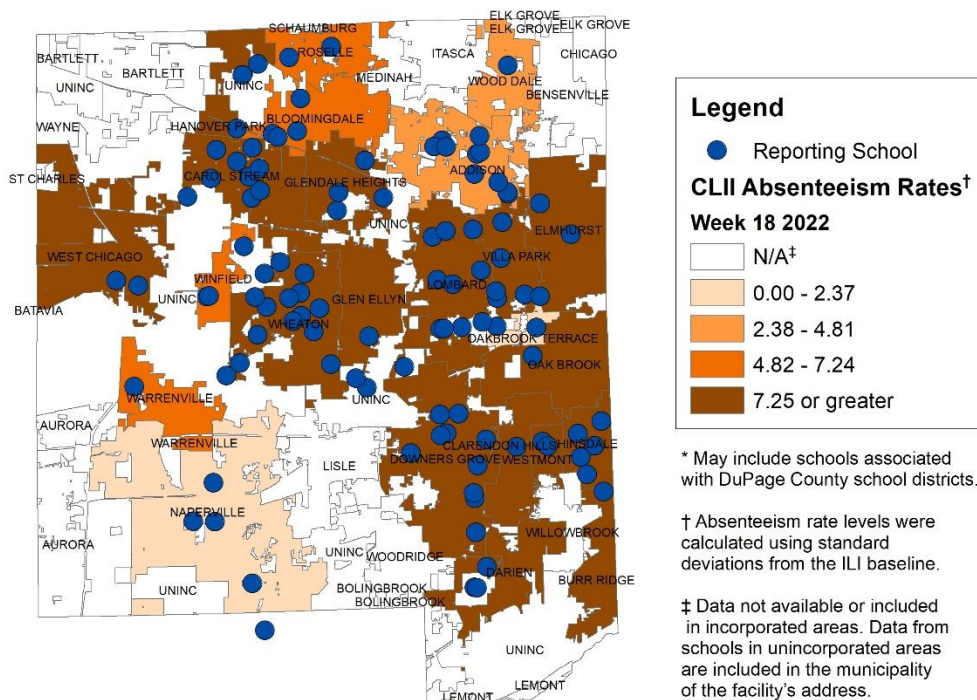 SCHAUMBURG
ELK GROVE
ELK GROVE
ELK GROVE
ROSELLE
ITASCA
CHICAGO
BARTLETT
BARTLETT
MEDINAH
WOOD DALE
UNINC
UNINC
BENSENVILLE
WAYNE
HANOVER PARK
BLOOMINGDALE
ADDISON
ST CHARLES
CAROL STREAM
GLENDALE HEIGHTS
UNINC
ELMHURST
WEST CHICAGO
VILLA PARK
WINFIELD
LOMBARD
UNINC
GLEN ELLYN
BATAVIA
WHEATON
OAKBROOK TERRACE
OAK BROOK
WARRENVILLE
UNINC
AURORA
WARRENVILLE
CLARENDON HILLS
HINSDALE
DOWNERS GROVE
WESTMONT
LISLE
NAPERVILLE
WILLOWBROOK
AURORA
UNINC
WOODRIDGE
DARIEN
BURR RIDGE
UNINC
BOLINGBROOK
BOLINGBROOK
UNINC
LEMONT
LEMONT
Legend
Reporting School
CLII Absenteeism Rates†
Week 18 2022
N/A‡
0.00 - 2.37
2.38 - 4.81
4.82 - 7.24
7.25 or greater
* May include schools associated
with DuPage County school districts.
† Absenteeism rate levels were
calculated using standard
deviations from the ILI baseline.
‡ Data not available or included
in incorporated areas. Data from
schools in unincorporated areas
are included in the municipality
of the facility's address.